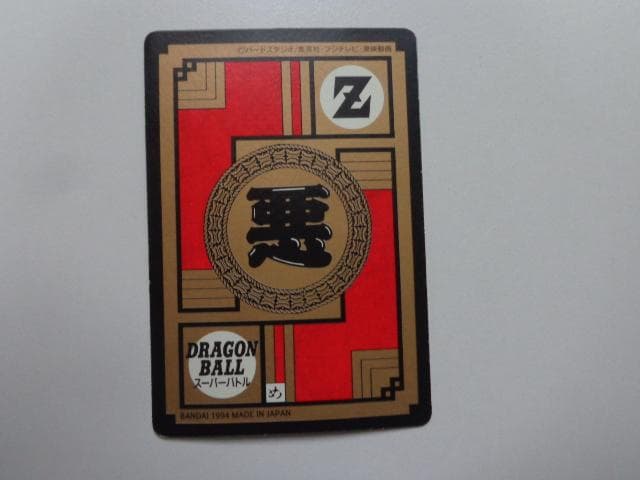 ©バードスタジオ/集英社・フジテレビ・東映動画
Z
悪
DRAGON
BALL
スーパーバトル
め
BANDAI 1994 MADE IN JAPAN